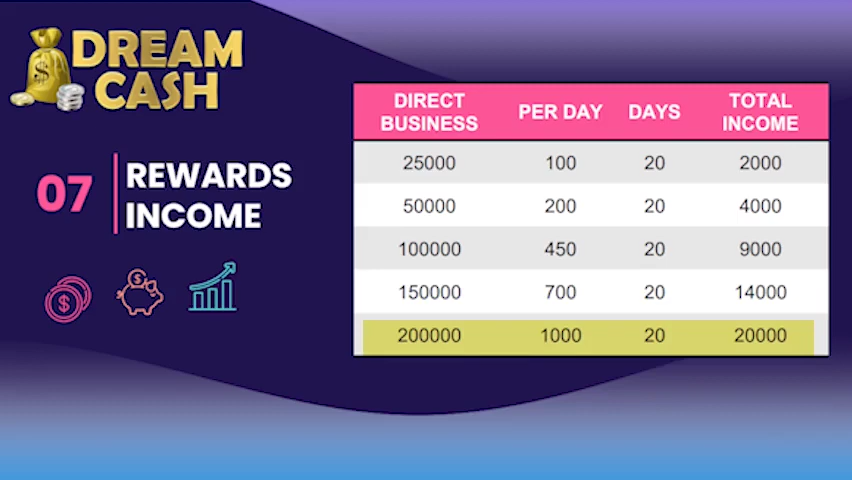 DREAM
CASH
07
REWARDS
INCOME
DIRECT BUSINESS PER DAY DAYS TOTAL INCOME
25000 100 20 2000
50000 200 20 4000
100000 450 20 9000
150000 700 20 14000
200000 1000 20 20000